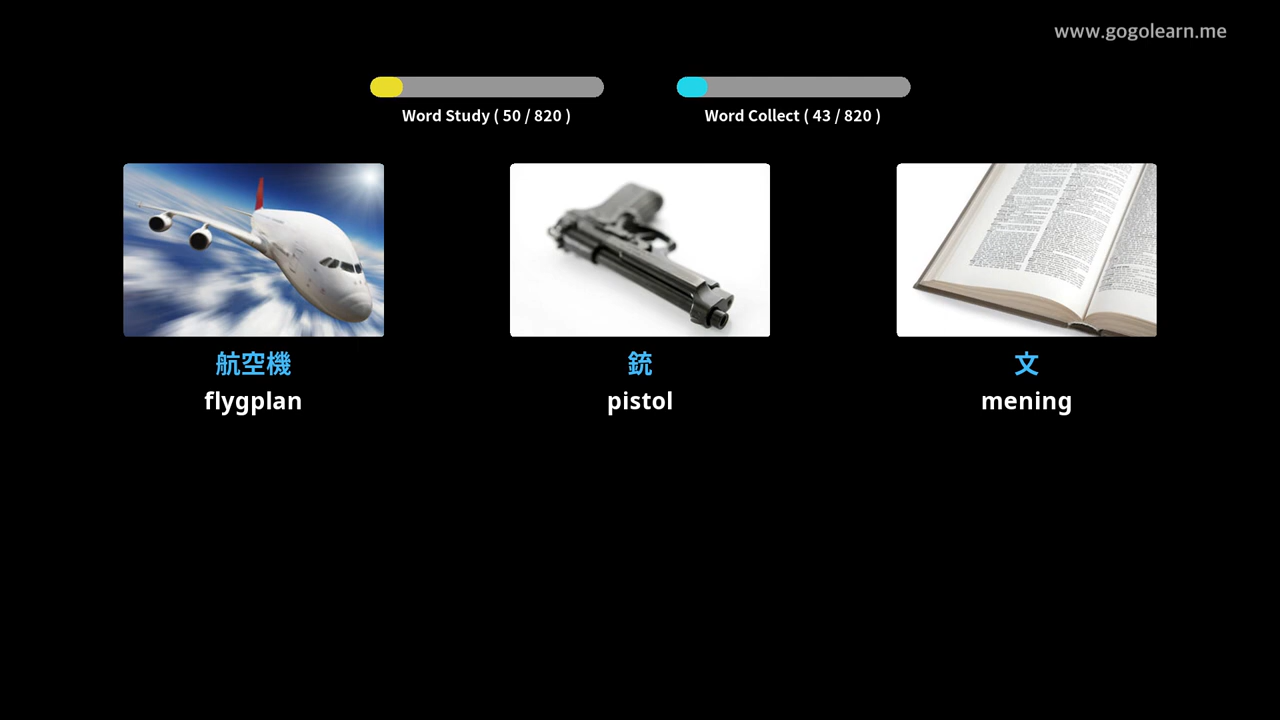 www.gogolearn.me
Word Study ( 50 / 820 )
Word Collect ( 43 / 820 )
航空機
flygplan
銃
pistol
文
mening